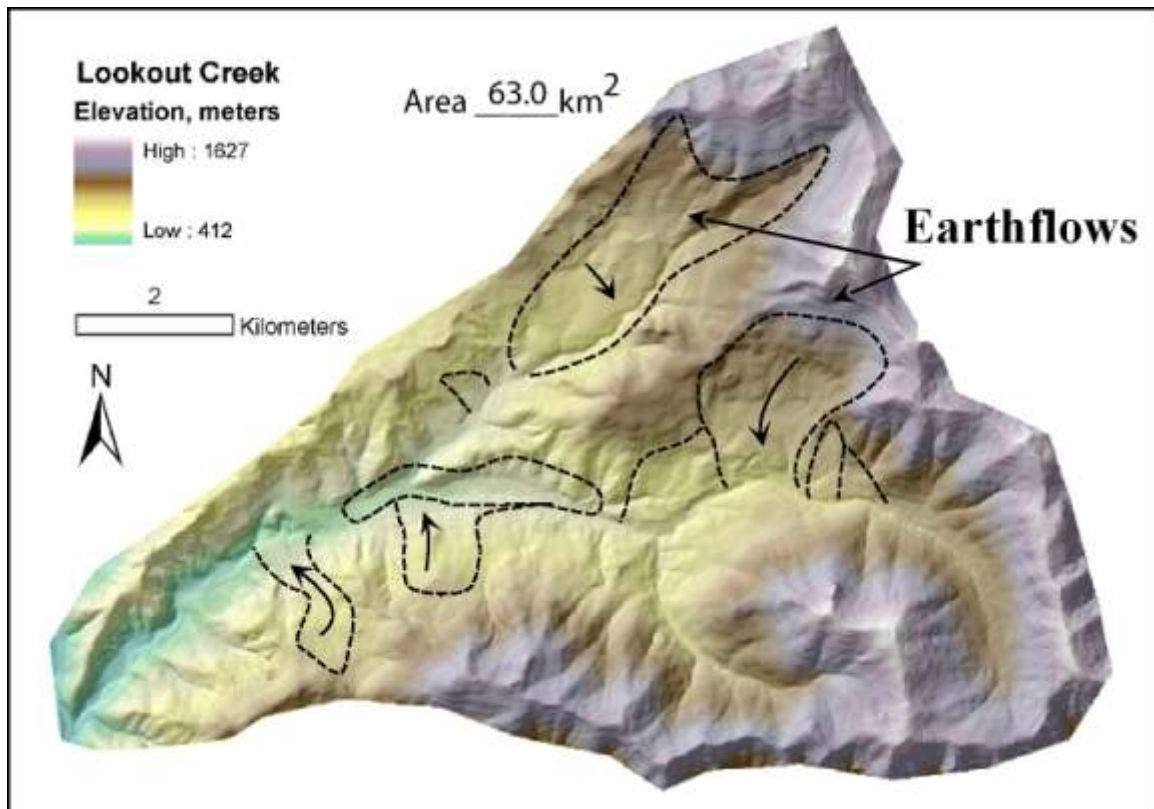 Lookout Creek
Elevation, meters
High : 1627
Low : 412
Area 63.0 km²
2
Kilometers
N
Earthflows